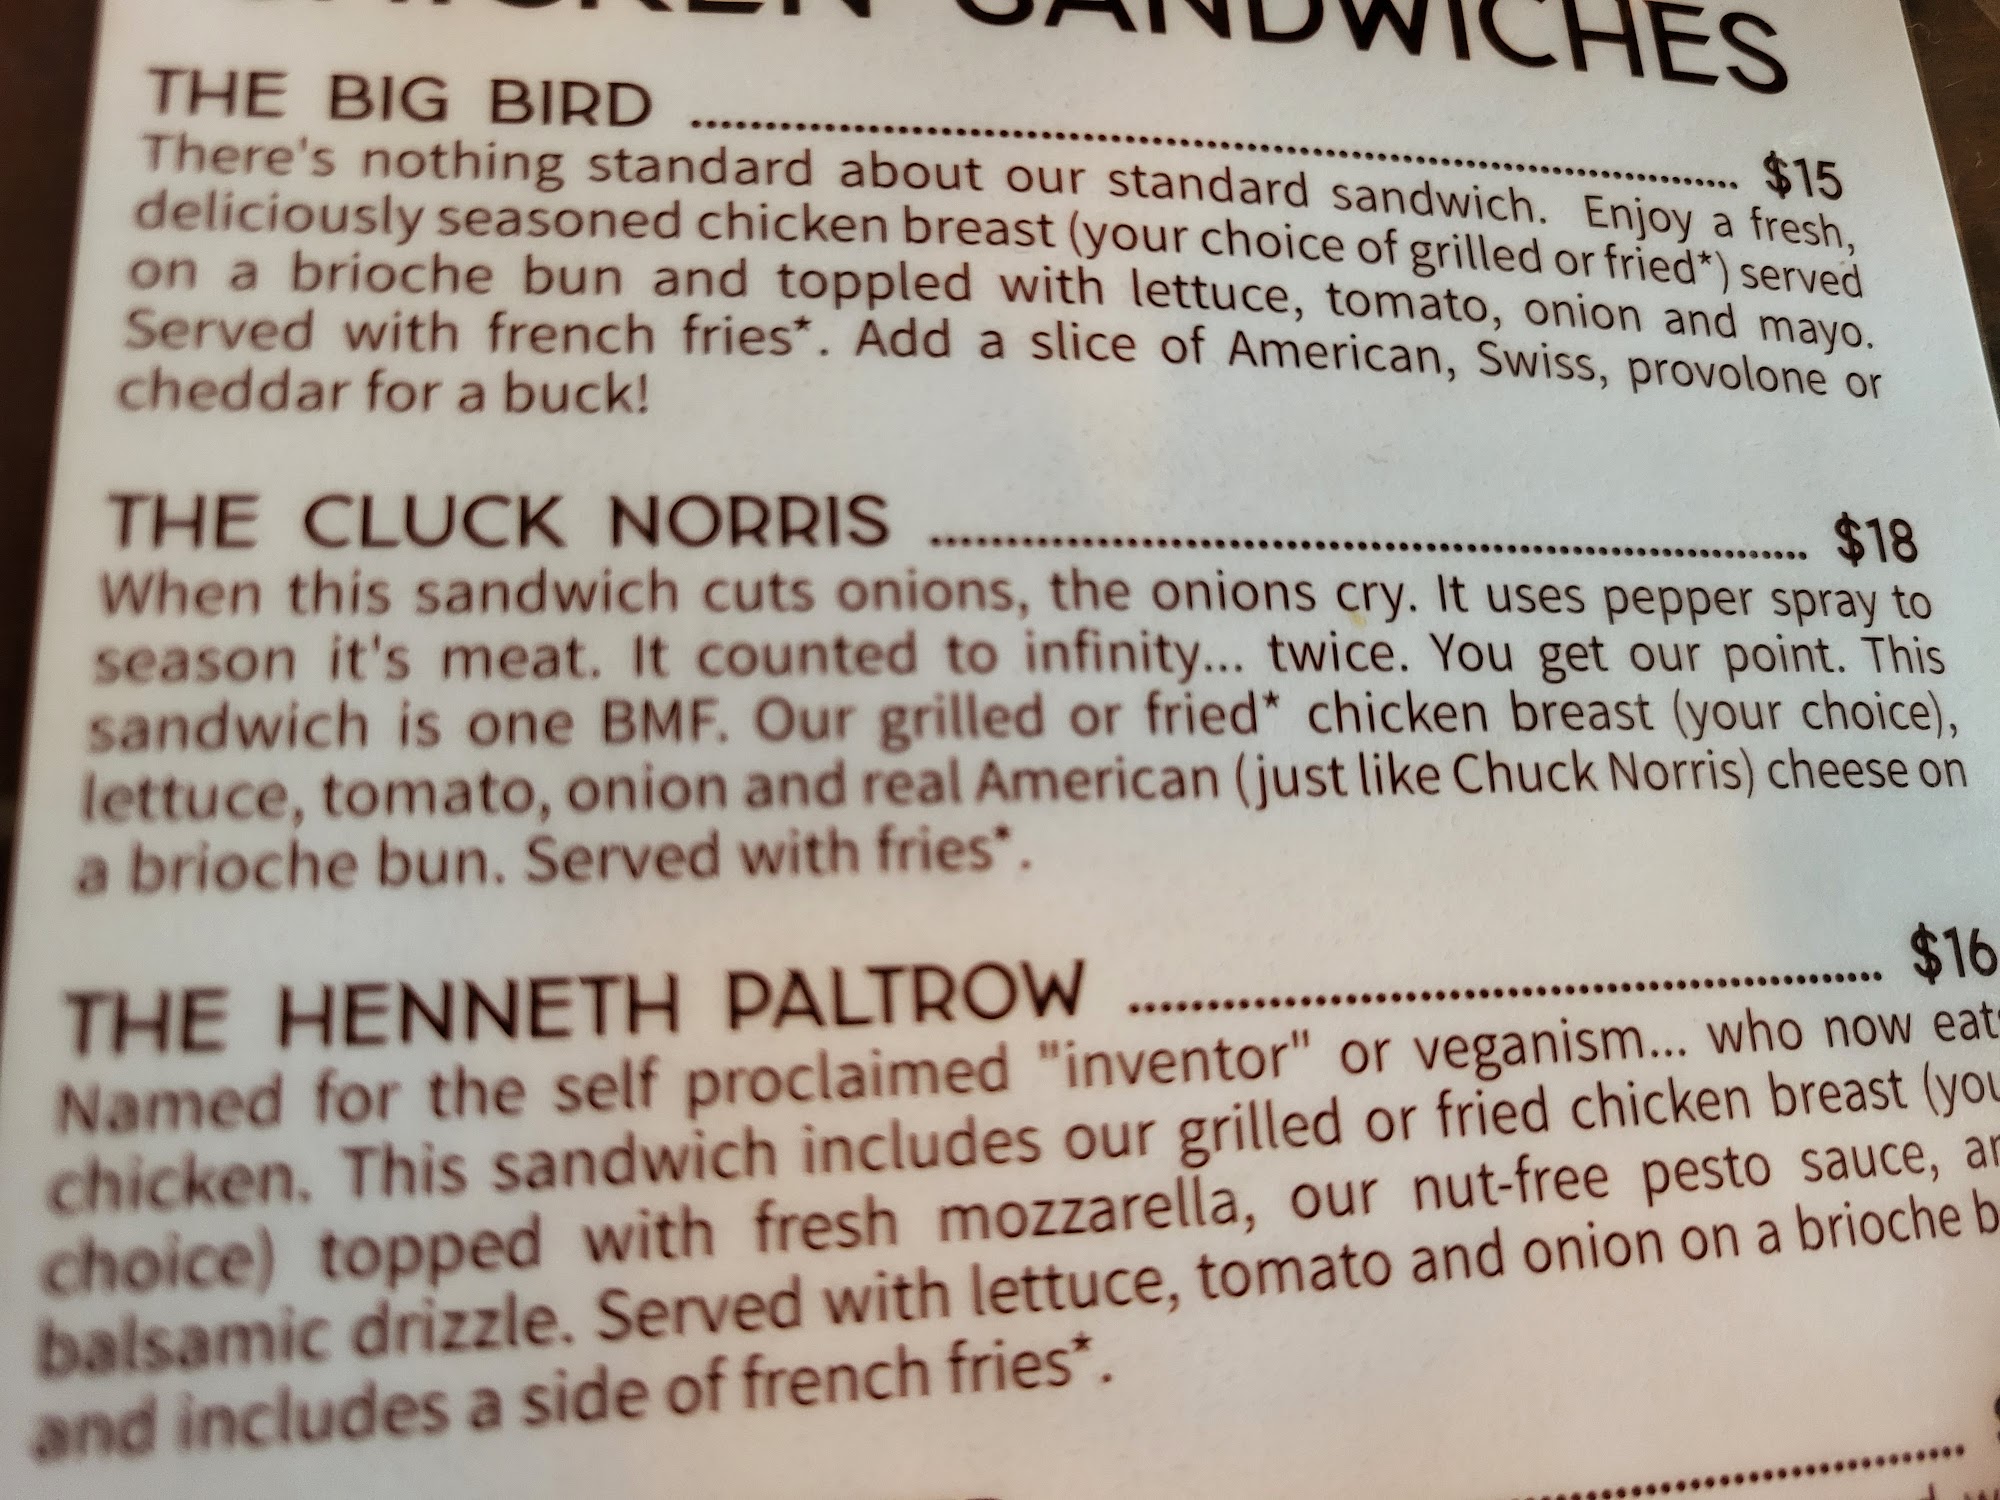 SANDWICHES
THE BIG BIRD ........ $15
There's nothing standard about our standard sandwich. Enjoy a fresh,
deliciously seasoned chicken breast (your choice of grilled or fried*) served
on a brioche bun and toppled with lettuce, tomato, onion and mayo.
Served with french fries*. Add a slice of American, Swiss, provolone or
cheddar for a buck!
THE CLUCK NORRIS ........ $18
When this sandwich cuts onions, the onions cry. It uses pepper spray to
season it's meat. It counted to infinity... twice. You get our point. This
sandwich is one BMF. Our grilled or fried* chicken breast (your choice),
lettuce, tomato, onion and real American (just like Chuck Norris) cheese on
a brioche bun. Served with fries*.
THE HENNETH PALTROW ........ $16
Named for the self proclaimed "inventor" or veganism... who now eats
chicken. This sandwich includes our grilled or fried chicken breast (you
choice) topped with fresh mozzarella, our nut-free pesto sauce,
balsamic drizzle. Served with lettuce, tomato and onion on a brioche
and includes a side of french fries*.